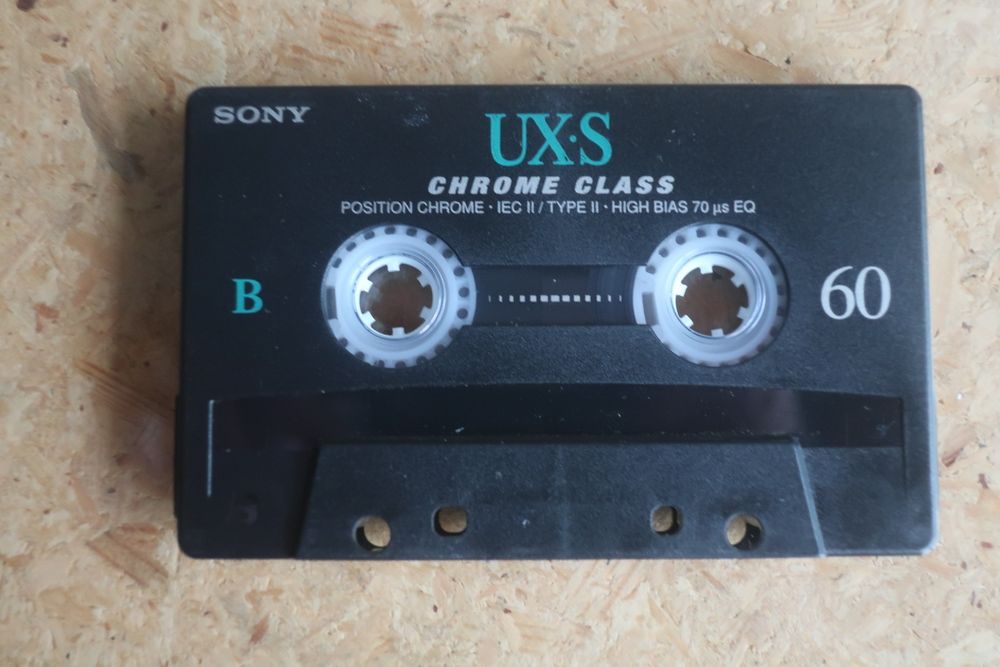 SONY
UX·S
CHROME CLASS
POSITION CHROME · IEC II / TYPE II · HIGH BIAS 70 µs EQ
B
60